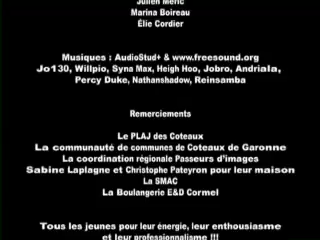 Julien Méric
Marina Boireau
Élie Cordier
Musiques : AudioStud+ & www.freesound.org
Jo130, Willpio, Syna Max, Heigh Hoo, Jobro, Andriala,
Percy Duke, Nathanshadow, Reinsamba
Remerciements
Le PLAJ des Coteaux
La communauté de communes de Coteaux de Garonne
La coordination régionale Passeurs d'images
Sabine Laplagne et Christophe Pateyron pour leur maison
La SMAC
La Boulangerie E&D Cormel
Tous les jeunes pour leur énergie, leur enthousiasme
et leur professionnalisme !!!